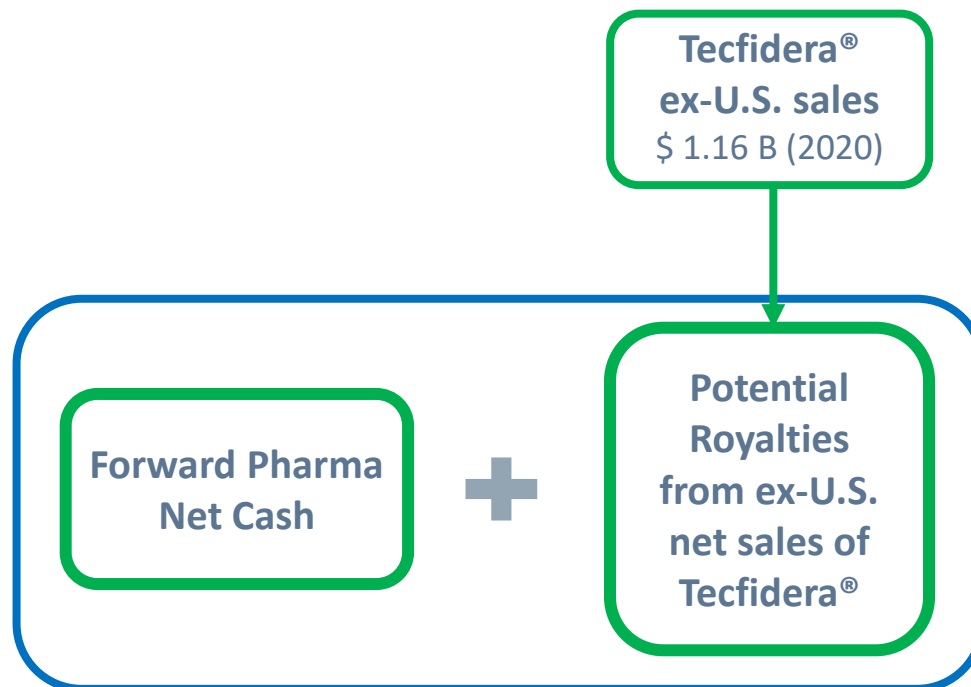 Tecfidera®
ex-U.S. sales
$ 1.16 B (2020)
Forward Pharma
Net Cash
Potential
Royalties
from ex-U.S.
net sales of
Tecfidera®